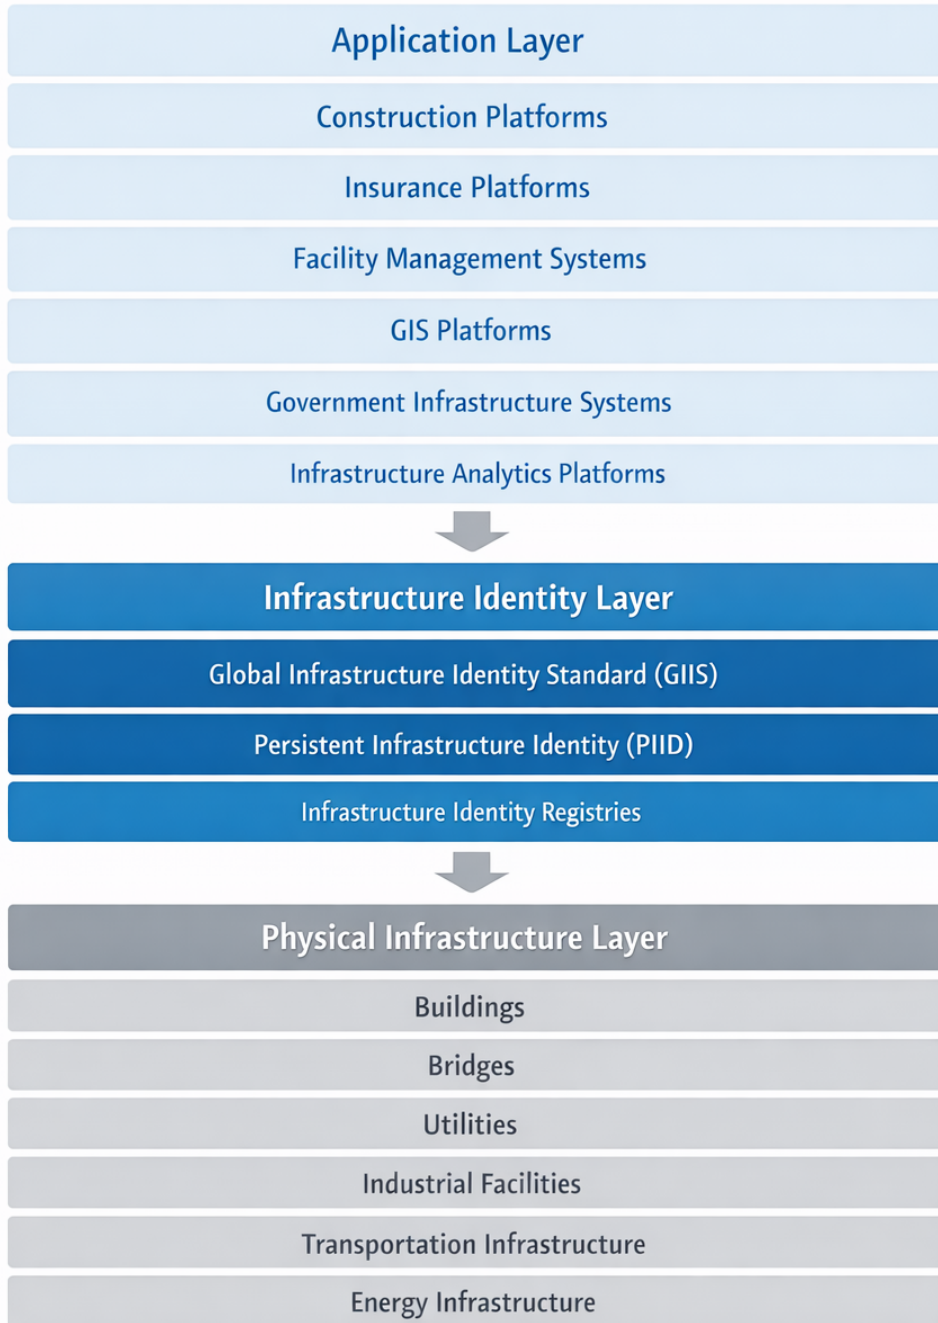 Application Layer
Construction Platforms
Insurance Platforms
Facility Management Systems
GIS Platforms
Government Infrastructure Systems
Infrastructure Analytics Platforms
Infrastructure Identity Layer
Global Infrastructure Identity Standard (GIIS)
Persistent Infrastructure Identity (PIID)
Infrastructure Identity Registries
Physical Infrastructure Layer
Buildings
Bridges
Utilities
Industrial Facilities
Transportation Infrastructure
Energy Infrastructure